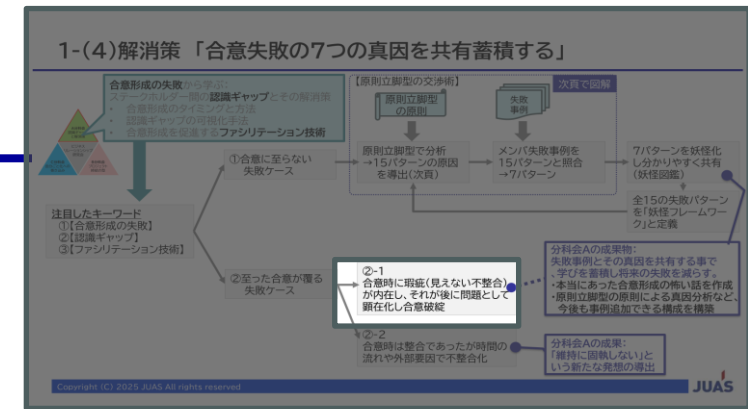 1-(4)解消策 「合意失敗の7つの真因を共有蓄積する」
合意形成の失敗から学ぶ:
ステークホルダー間の認識ギャップとその解消策
・ 合意形成のタイミングと方法
・ 認識ギャップの可視化手法
・ 合意形成を促進するファシリテーション技術
注目したキーワード
①【合意形成の失敗】
②【認識ギャップ】
③【ファシリテーション技術】
①合意に至らない
失敗ケース
②至った合意が覆る
失敗ケース
【原則立脚型の交渉術】
次頁で図解
原則立脚型
の原則
失敗
事例
原則立脚型で分析
→15パターンの原因
を導出(次頁)
メンバ失敗事例を
15パターンと照合
→7パターン
7パターンを妖怪化
し分かりやすく共有
(妖怪図鑑)
全15の失敗パターン
を「妖怪フレームワー
ク」と定義
②-1
合意時に瑕疵(見えない不整合)
が内在し、それが後に問題として
顕在化し合意破綻
分科会Aの成果物:
失敗事例とその真因を共有する事で
、学びを蓄積し将来の失敗を減らす。
・本当にあった合意形成の怖い話を作成
・原則立脚型の原則による真因分析など、
今後も事例追加できる構成を構築
②-2
合意時は整合であったが時間の
流れや外部要因で不整合化
分科会Aの成果:
「維持に固執しない」と
いう新たな発想の導出
Copyright (C) 2025 JUAS All rights reserved
JUAS